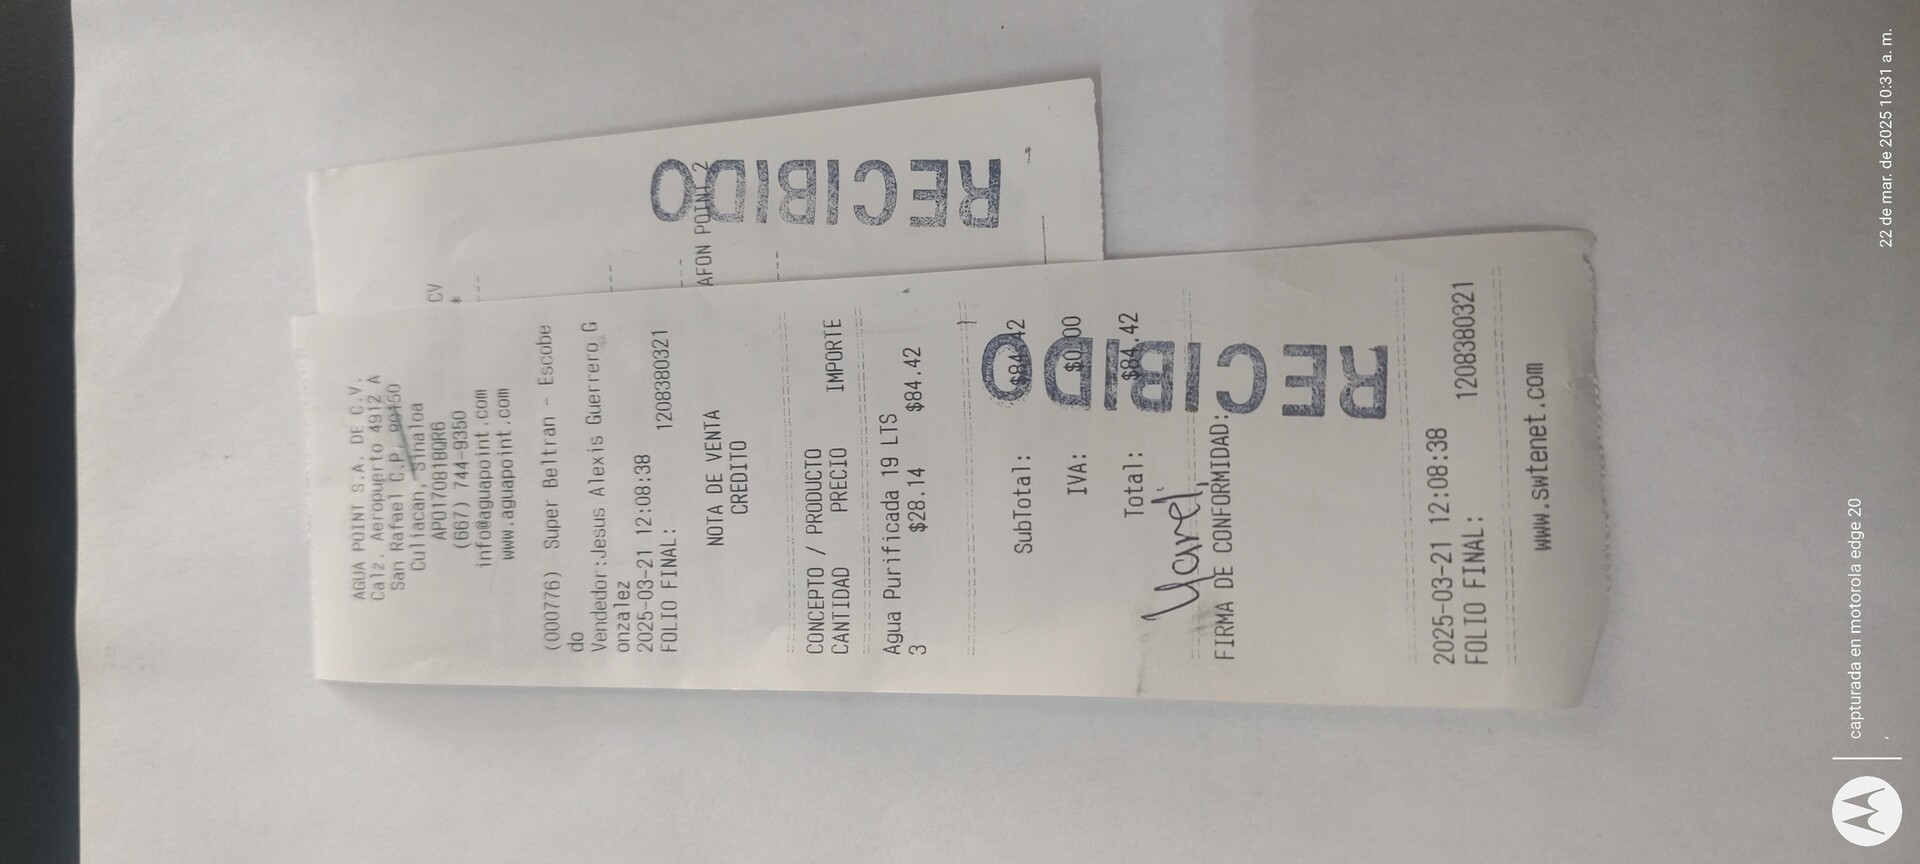 AGUA POINT S.A. DE C.V.
Calz. Aeropuerto 4912 A
San Rafael C.P. 80150
Culiacan, Sinaloa
APO170818QR6
(667) 744-9350
info@aguapoint.com
www.aguapoint.com
(000776) Super Beltran - Escobe
do
Vendedor:Jesus Alexis Guerrero G
onzalez
2025-03-21 12:08:38
FOLIO FINAL: 1208380321
NOTA DE VENTA
CREDITO
CONCEPTO / PRODUCTO
CANTIDAD PRECIO IMPORTE
Agua Purificada 19 LTS
3 $28.14 $84.42
SubTotal: $84.42
IVA: $0.00
Total: $84.42
Yareli
FIRMA DE CONFORMIDAD:
RECIBIDO
2025-03-21 12:08:38
FOLIO FINAL: 1208380321
www.swtenet.com
CV
*
AFON POINT 2
RECIBIDO
capturada en motorola edge 20
22 de mar. de 2025 10:31 a. m.